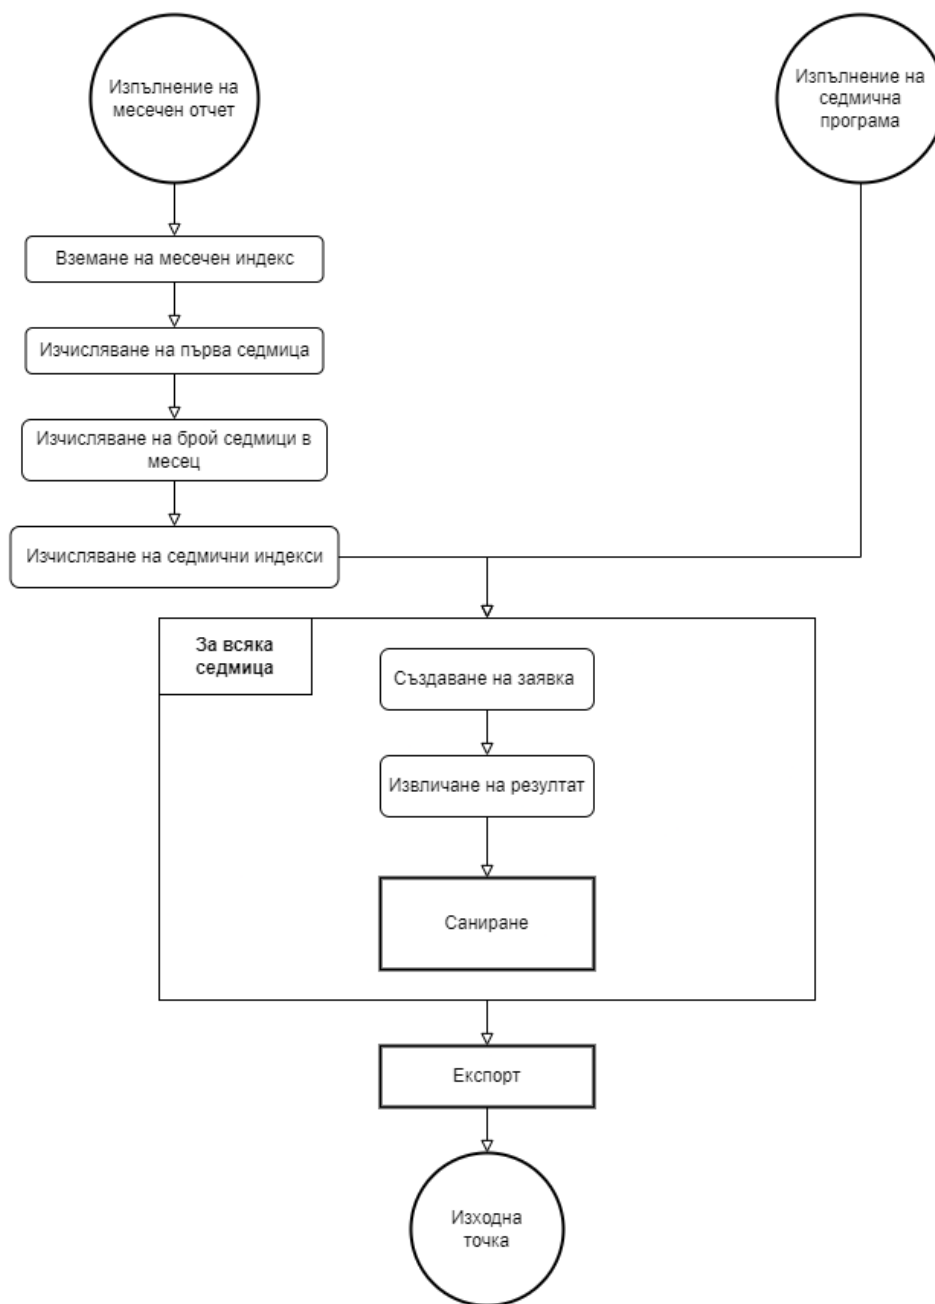 Изпълнение на
месечен отчет
Изпълнение на
седмична
програма
Вземане на месечен индекс
Изчисляване на първа седмица
Изчисляване на брой седмици в
месец
Изчисляване на седмични индекси
За всяка
седмица
Създаване на заявка
Извличане на резултат
Саниране
Експорт
Изходна
точка